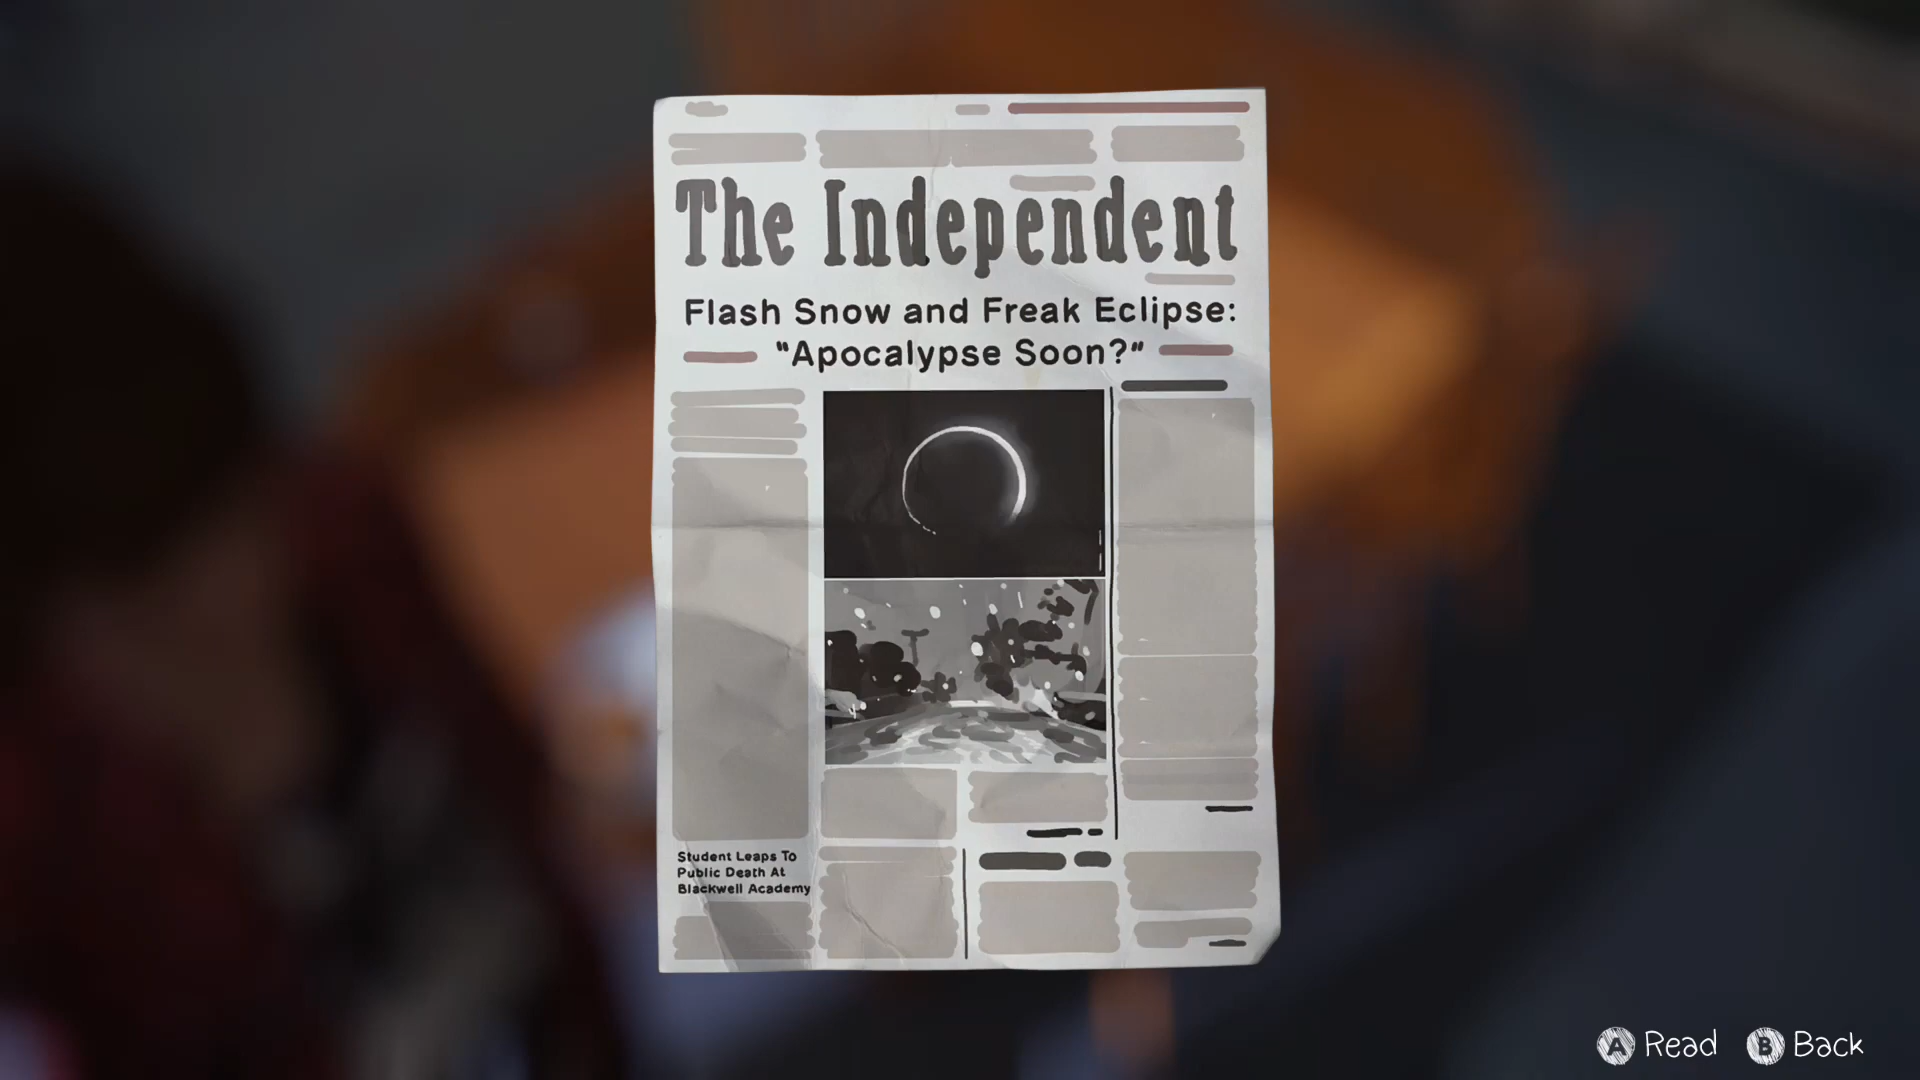 The Independent
Flash Snow and Freak Eclipse:
"Apocalypse Soon?"
Student Leaps To
Public Death At
Blackwell Academy
A Read B Back